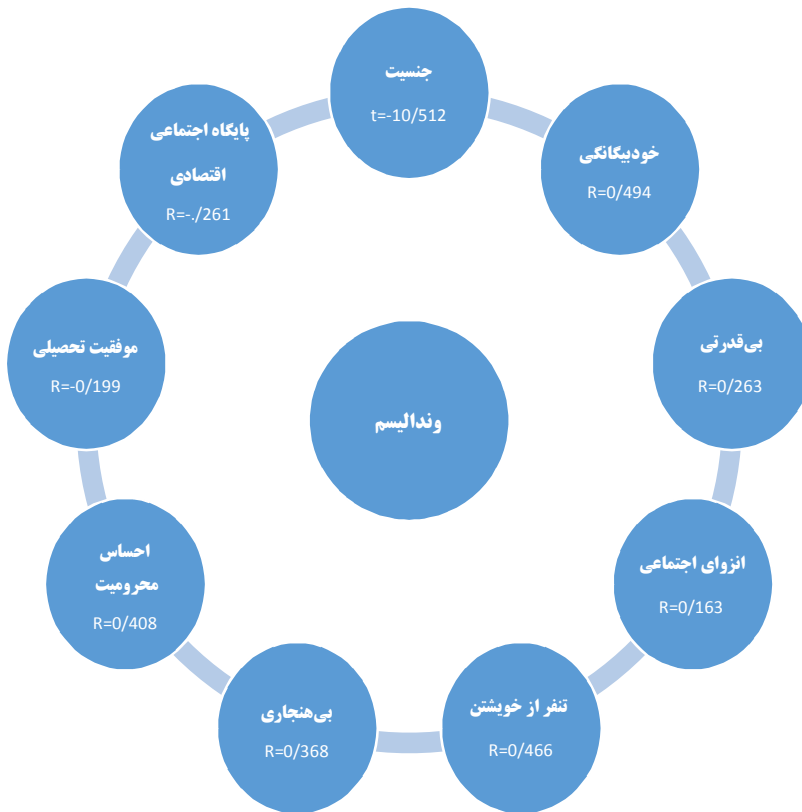 جنسیت
t=-10/512
خودبیگانگی
R=0/494
بی‌قدرتی
R=0/263
انزوای اجتماعی
R=0/163
تنفر از خویشتن
R=0/466
بی‌هنجاری
R=0/368
احساس
محرومیت
R=0/408
موفقیت تحصیلی
R=-0/199
پایگاه اجتماعی
اقتصادی
R=-./261
وندالیسم